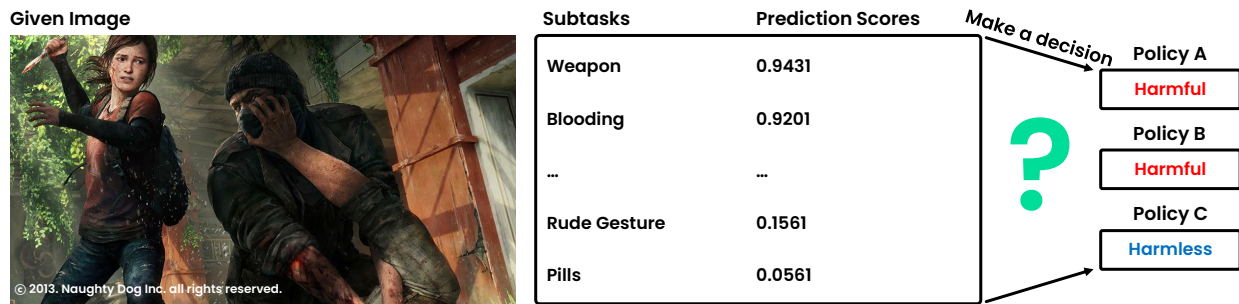 Given Image
© 2013. Naughty Dog Inc. all rights reserved.
Subtasks Prediction Scores
Weapon 0.9431
Blooding 0.9201
... ...
Rude Gesture 0.1561
Pills 0.0561
Make a decision
?
Policy A
Harmful
Policy B
Harmful
Policy C
Harmless